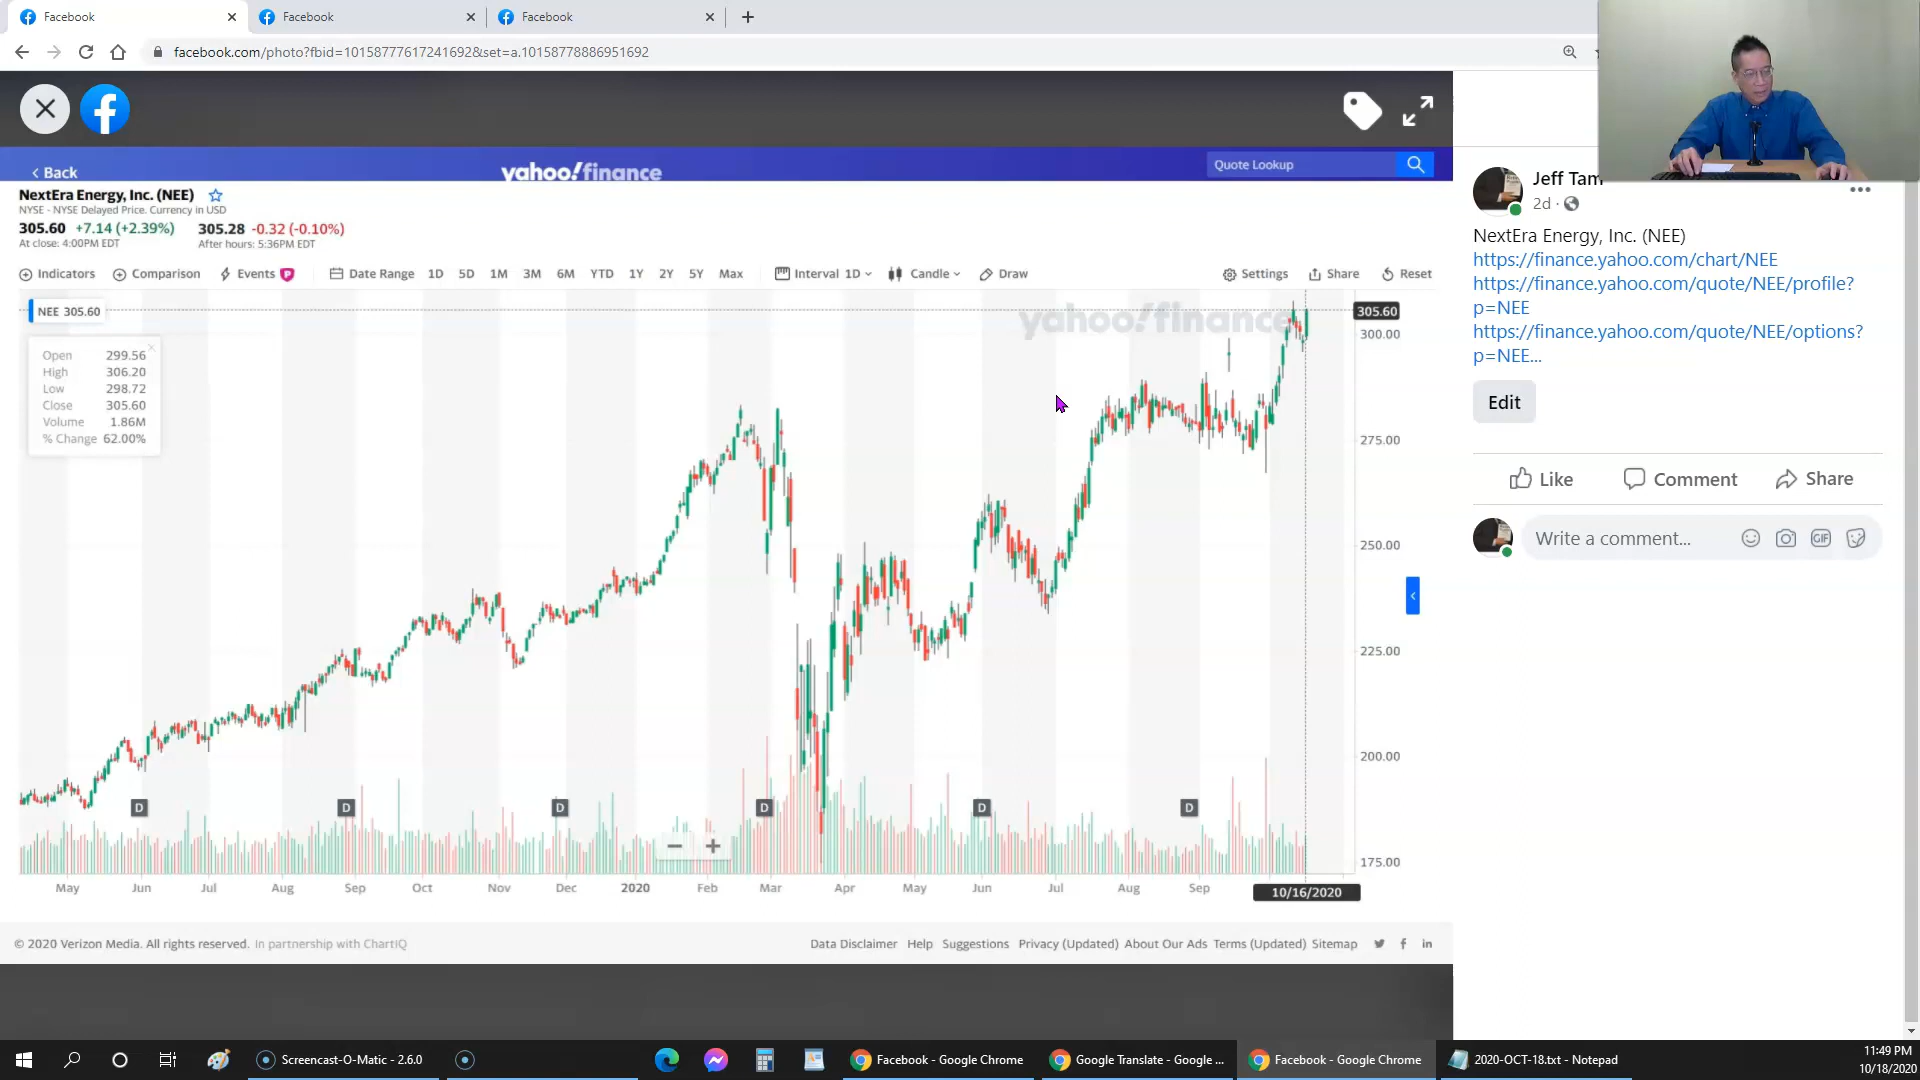 Facebook
Facebook
Facebook
facebook.com/photo?fbid=10158777617241692&set=a.10158778886951692
Back
yahoo!finance
Quote Lookup
NextEra Energy, Inc. (NEE)
NYSE - NYSE Delayed Price. Currency in USD
305.60 +7.14 (+2.39%) 305.28 -0.32 (-0.10%)
At close: 4:00PM EDT After hours: 5:36PM EDT
Indicators Comparison Events P Date Range 1D 5D 1M 3M 6M YTD 1Y 2Y 5Y Max Interval 1D Candle Draw Settings Share Reset
NEE 305.60
yahoo!finance
305.60
300.00
275.00
250.00
225.00
200.00
175.00
Open 299.56
High 306.20
Low 298.72
Close 305.60
Volume 1.86M
% Change 62.00%
D D D D D D
May Jun Jul Aug Sep Oct Nov Dec 2020 Feb Mar Apr May Jun Jul Aug Sep 10/16/2020
© 2020 Verizon Media. All rights reserved. In partnership with ChartIQ
Data Disclaimer Help Suggestions Privacy (Updated) About Our Ads Terms (Updated) Sitemap
Jeff Tam
2d ·
NextEra Energy, Inc. (NEE)
https://finance.yahoo.com/chart/NEE
https://finance.yahoo.com/quote/NEE/profile?
p=NEE
https://finance.yahoo.com/quote/NEE/options?
p=NEE...
Edit
Like Comment Share
Write a comment...
GIF
Screencast-O-Matic - 2.6.0
Facebook - Google Chrome
Google Translate - Google ...
Facebook - Google Chrome
2020-OCT-18.txt - Notepad
11:49 PM
10/18/2020